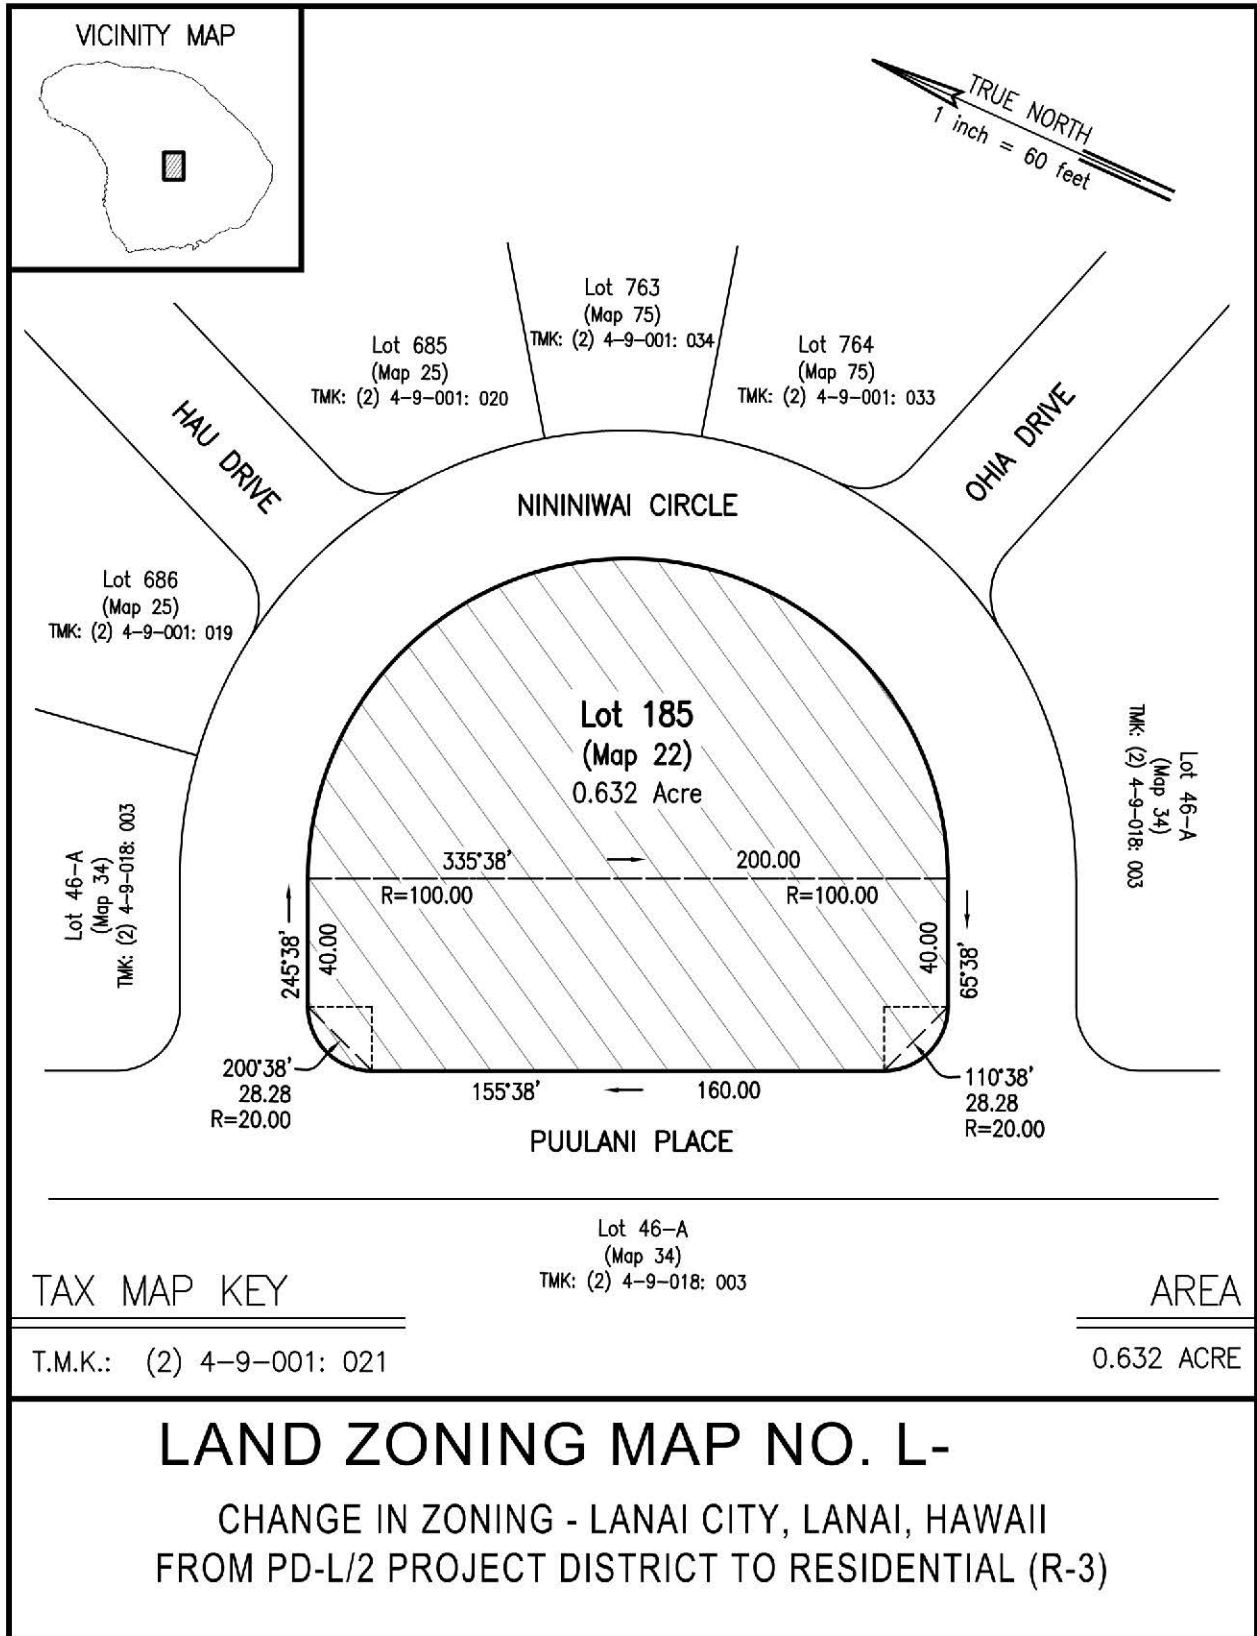 VICINITY MAP
TRUE NORTH
1 inch = 60 feet
Lot 763
(Map 75)
TMK: (2) 4-9-001: 034
Lot 685
(Map 25)
TMK: (2) 4-9-001: 020
Lot 764
(Map 75)
TMK: (2) 4-9-001: 033
HAU DRIVE
OHIA DRIVE
NININIWAI CIRCLE
Lot 686
(Map 25)
TMK: (2) 4-9-001: 019
Lot 185
(Map 22)
0.632 Acre
Lot 46-A
(Map 34)
TMK: (2) 4-9-018: 003
Lot 46-A
(Map 34)
TMK: (2) 4-9-018: 003
335°38'
200.00
R=100.00
R=100.00
245°38'
40.00
40.00
65°38'
200°38'
28.28
R=20.00
155°38'
160.00
110°38'
28.28
R=20.00
PUULANI PLACE
Lot 46-A
(Map 34)
TMK: (2) 4-9-018: 003
TAX MAP KEY
AREA
T.M.K.: (2) 4-9-001: 021
0.632 ACRE
LAND ZONING MAP NO. L-
CHANGE IN ZONING - LANAI CITY, LANAI, HAWAII
FROM PD-L/2 PROJECT DISTRICT TO RESIDENTIAL (R-3)